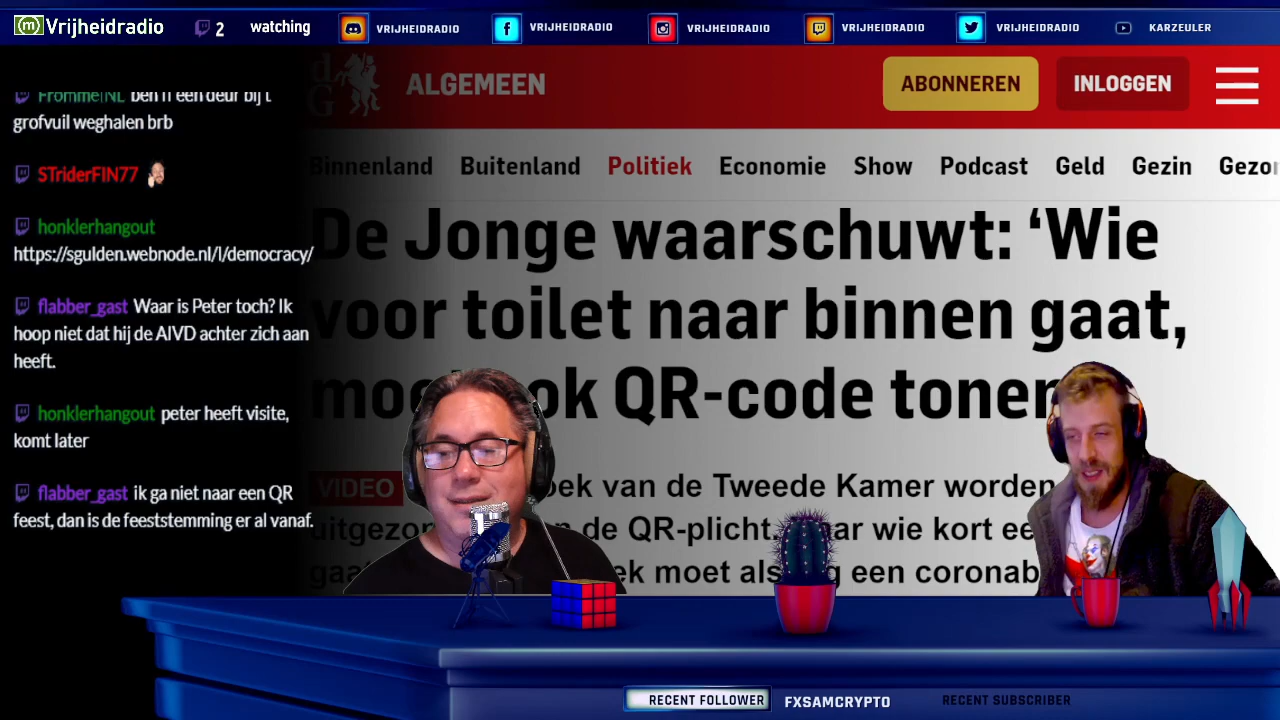 Vrijheidradio
2 watching
VRIJHEIDRADIO
VRIJHEIDRADIO
VRIJHEIDRADIO
VRIJHEIDRADIO
VRIJHEIDRADIO
KARZEULER
dG
ALGEMEEN
ABONNEREN
INLOGGEN
Binnenland Buitenland Politiek Economie Show Podcast Geld Gezin Gezon
De Jonge waarschuwt: ‘Wie
voor toilet naar binnen gaat,
ook QR-code tonen
VIDEO
van de Tweede Kamer worden
de QR-plicht. wie kort
moet een
FrommelNL ben ff een deur bij t
grofvuil weghalen brb
STriderFIN77
honklerhangout
https://sgulden.webnode.nl/l/democracy/
flabber_gast Waar is Peter toch? Ik
hoop niet dat hij de AIVD achter zich aan
heeft.
honklerhangout peter heeft visite,
komt later
flabber_gast ik ga niet naar een QR
feest, dan is de feeststemming er al vanaf.
RECENT FOLLOWER
FXSAMCRYPTO
RECENT SUBSCRIBER